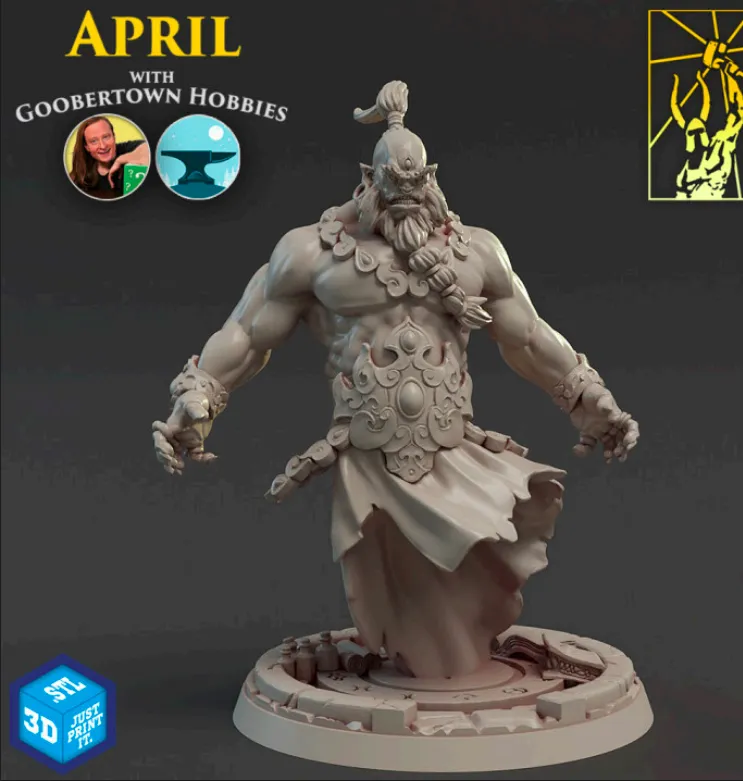 APRIL
WITH
GOOBERTOWN HOBBIES
? ?
?
STL
3D
JUST
PRINT
IT.